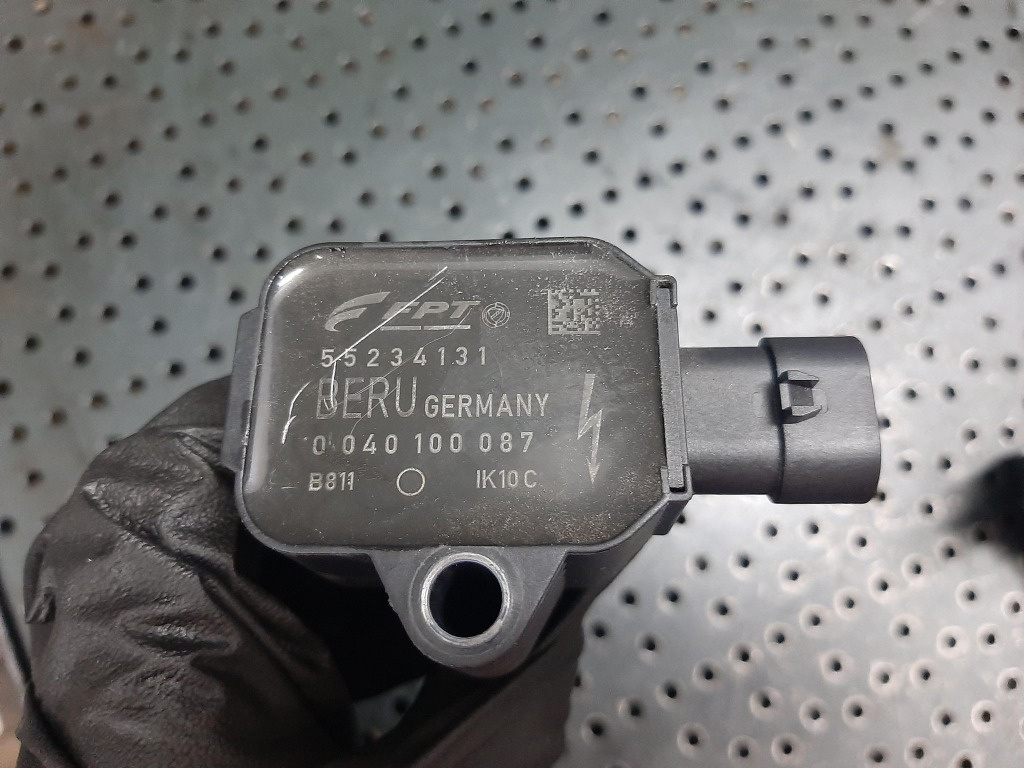 FPT
55234131
BERU GERMANY
0 040 100 087
B811 IK10C